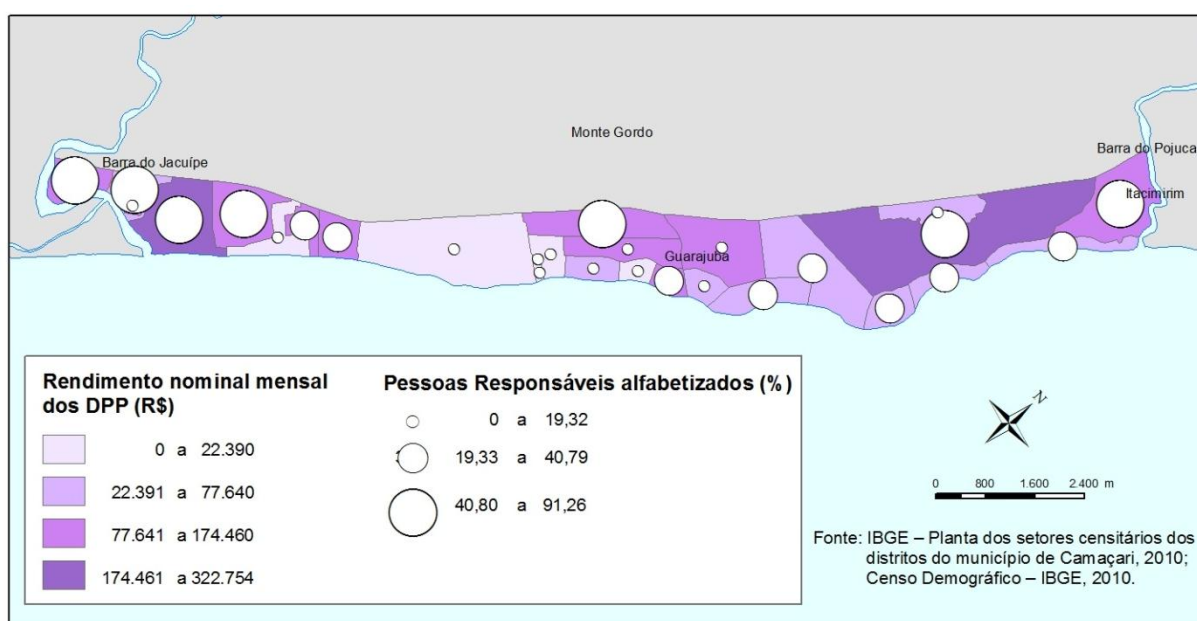 Monte Gordo
Barra do Pojuca
Barra do Jacuípe
Itacimirim
Guarajuba
Rendimento nominal mensal
dos DPP (R$)
0 a 22.390
22.391 a 77.640
77.641 a 174.460
174.461 a 322.754
Pessoas Responsáveis alfabetizados (%)
0 a 19,32
19,33 a 40,79
40,80 a 91,26
N
0 800 1.600 2.400 m
Fonte: IBGE – Planta dos setores censitários dos
distritos do município de Camaçari, 2010;
Censo Demográfico – IBGE, 2010.